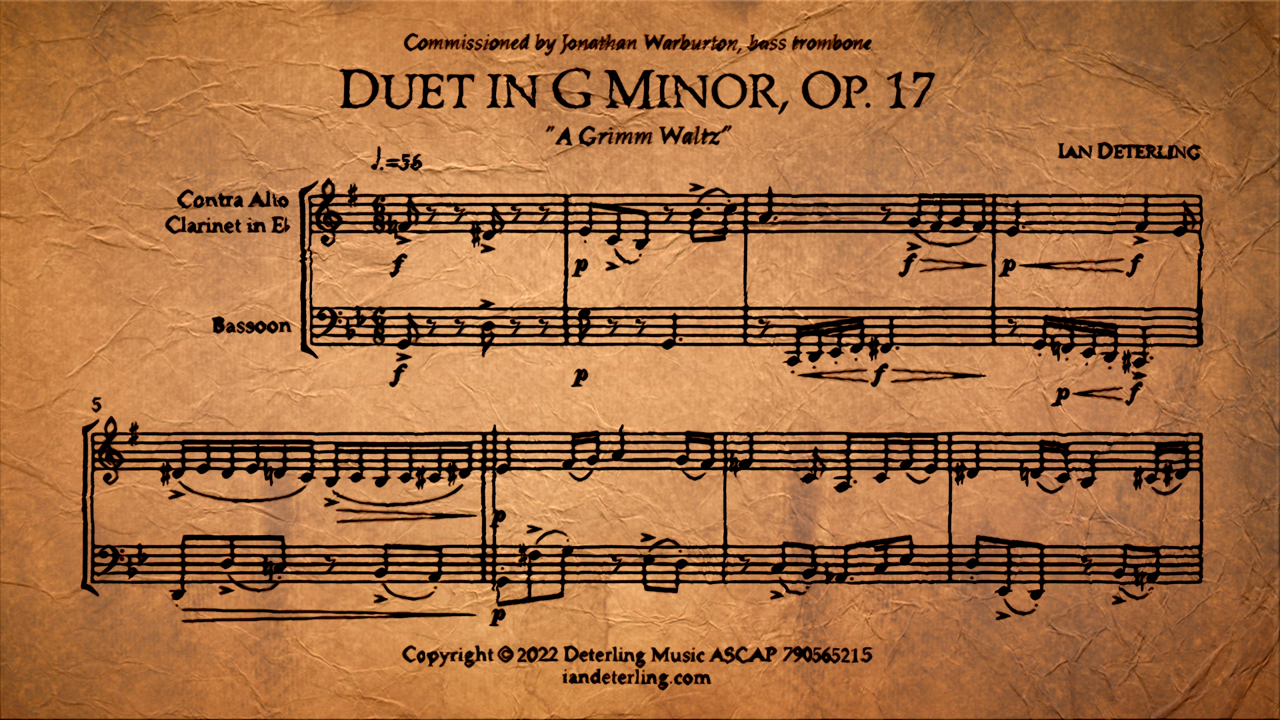 Commissioned by Jonathan Warburton, bass trombone
DUET IN G MINOR, OP. 17
"A Grimm Waltz"
♩.=56
IAN DETERLING
Contra Alto
Clarinet in E♭
f p f p f
Bassoon
f p f p f
5
p
p
Copyright © 2022 Deterling Music ASCAP 790565215
iandeterling.com